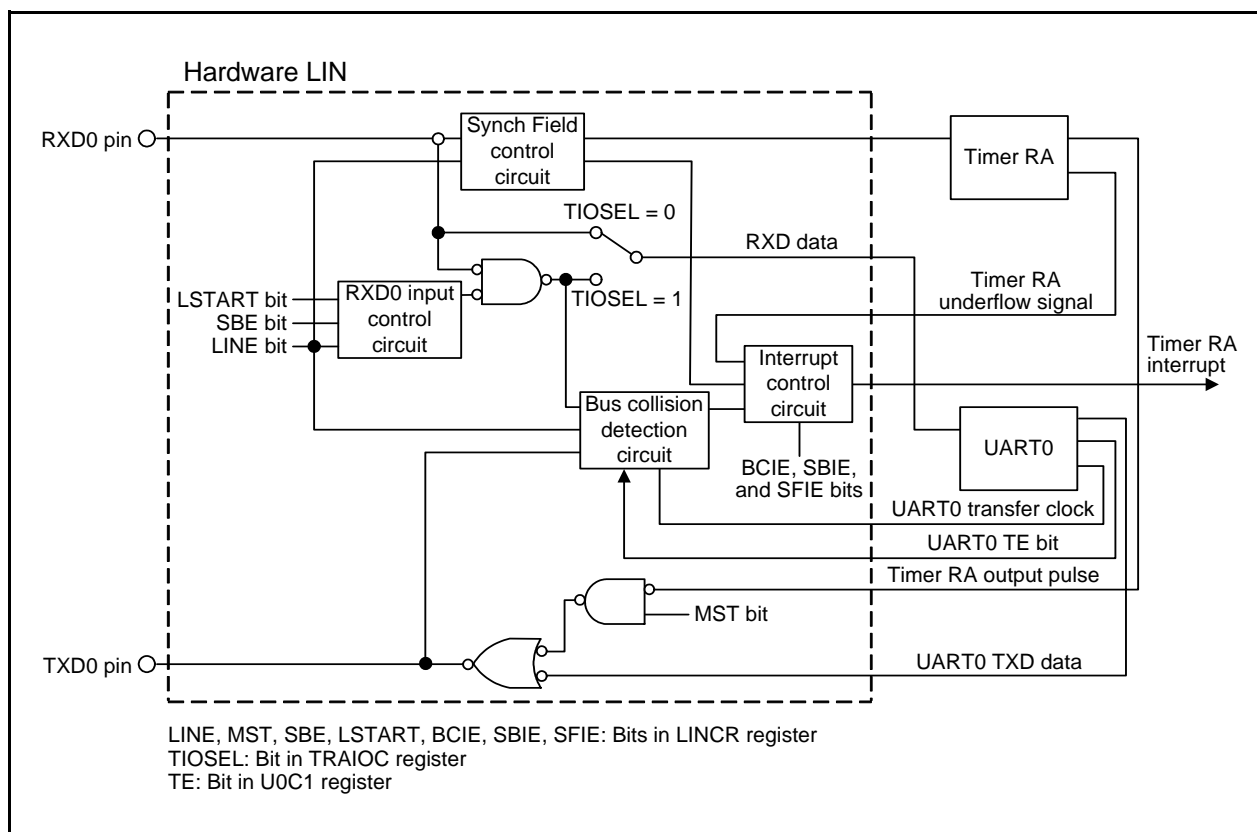 Hardware LIN
RXD0 pin
Synch Field
control
circuit
Timer RA
TIOSEL = 0
RXD data
LSTART bit
SBE bit
LINE bit
RXD0 input
control
circuit
TIOSEL = 1
Timer RA
underflow signal
Interrupt
control
circuit
Timer RA
interrupt
Bus collision
detection
circuit
BCIE, SBIE,
and SFIE bits
UART0
UART0 transfer clock
UART0 TE bit
Timer RA output pulse
MST bit
TXD0 pin
UART0 TXD data
LINE, MST, SBE, LSTART, BCIE, SBIE, SFIE: Bits in LINCR register
TIOSEL: Bit in TRAIOC register
TE: Bit in U0C1 register